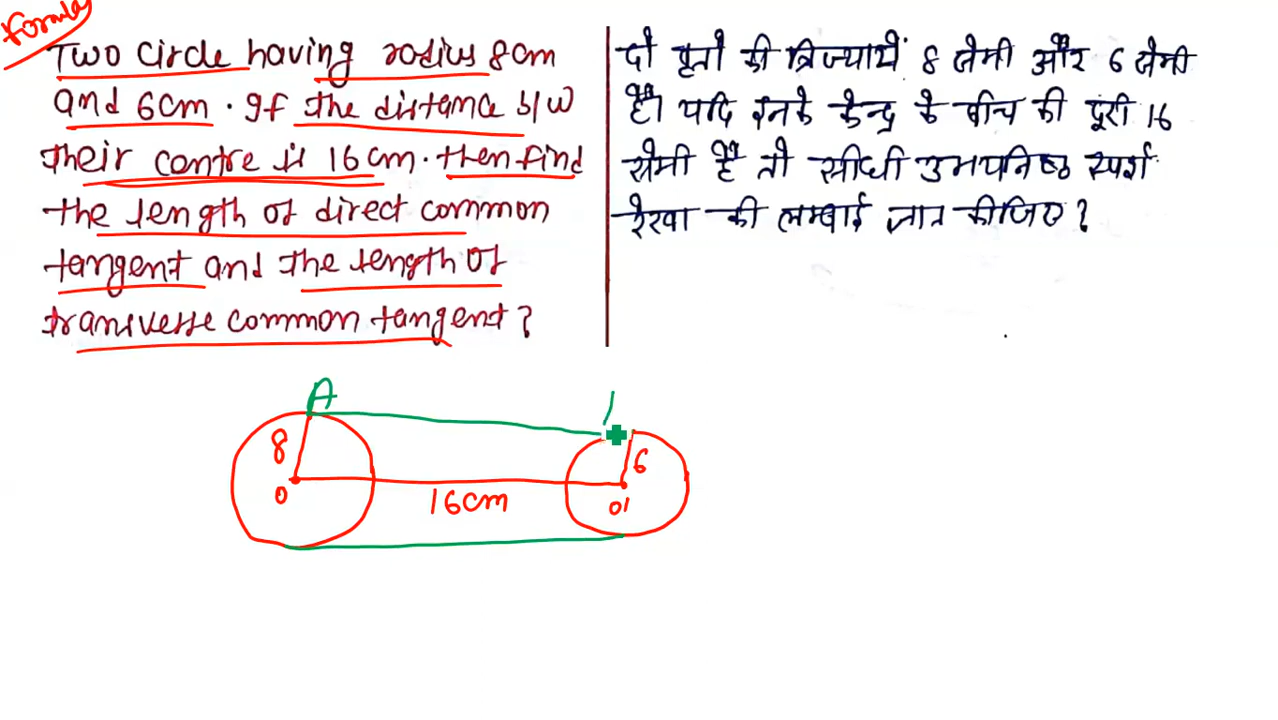 Formula
Two Circle having radius 8cm
and 6cm. If the distance b/w
their centre is 16cm. then find
the length of direct common
tangent and the length of
transverse common tangent?
दो वृत्तो की त्रिज्यायें 8 सेमी और 6 सेमी
है। यदि इनके केन्द्र के बीच की दूरी 16
सेमी है तो सीधी उभयनिष्ठ स्पर्श
रेखा की लम्बाई ज्ञात कीजिए?
A
8
6
O
16cm
O1